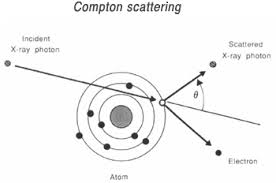 Compton scattering
Incident
X-ray photon
Scattered
X-ray photon
θ
Electron
Atom